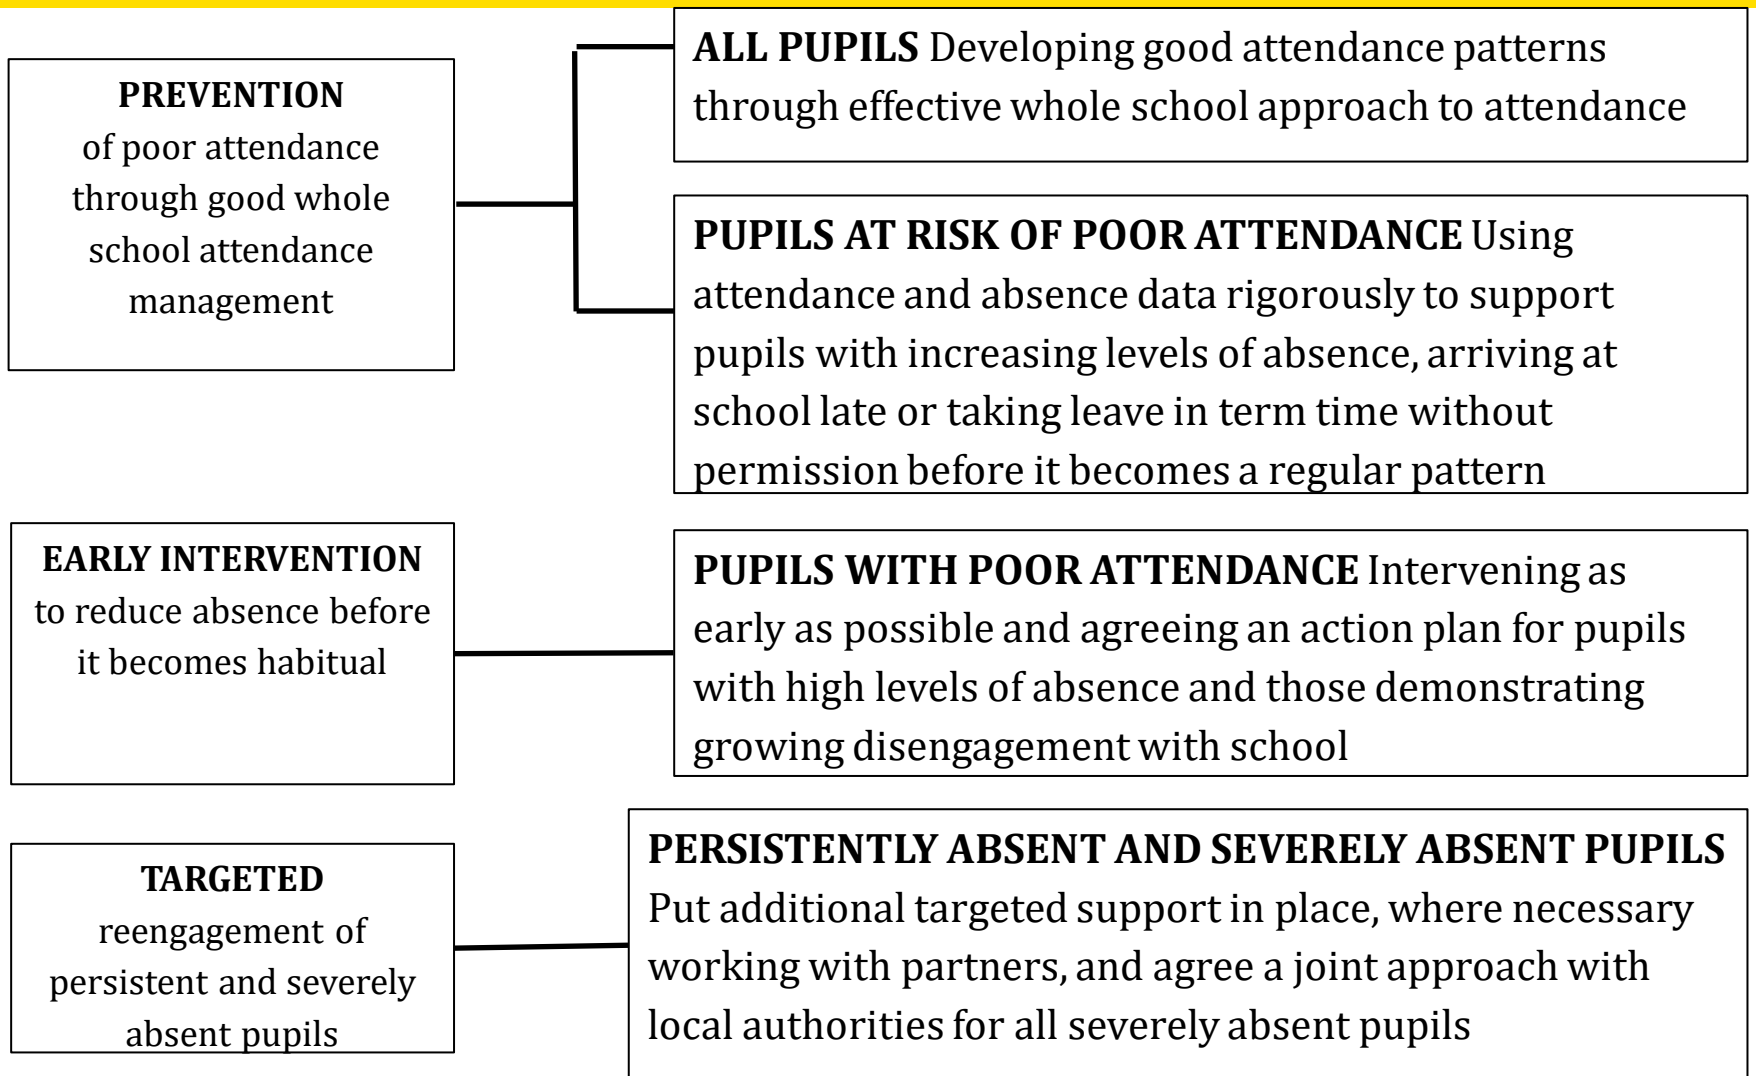 PREVENTION
of poor attendance
through good whole
school attendance
management
ALL PUPILS Developing good attendance patterns
through effective whole school approach to attendance
PUPILS AT RISK OF POOR ATTENDANCE Using
attendance and absence data rigorously to support
pupils with increasing levels of absence, arriving at
school late or taking leave in term time without
permission before it becomes a regular pattern
EARLY INTERVENTION
to reduce absence before
it becomes habitual
PUPILS WITH POOR ATTENDANCE Intervening as
early as possible and agreeing an action plan for pupils
with high levels of absence and those demonstrating
growing disengagement with school
TARGETED
reengagement of
persistent and severely
absent pupils
PERSISTENTLY ABSENT AND SEVERELY ABSENT PUPILS
Put additional targeted support in place, where necessary
working with partners, and agree a joint approach with
local authorities for all severely absent pupils